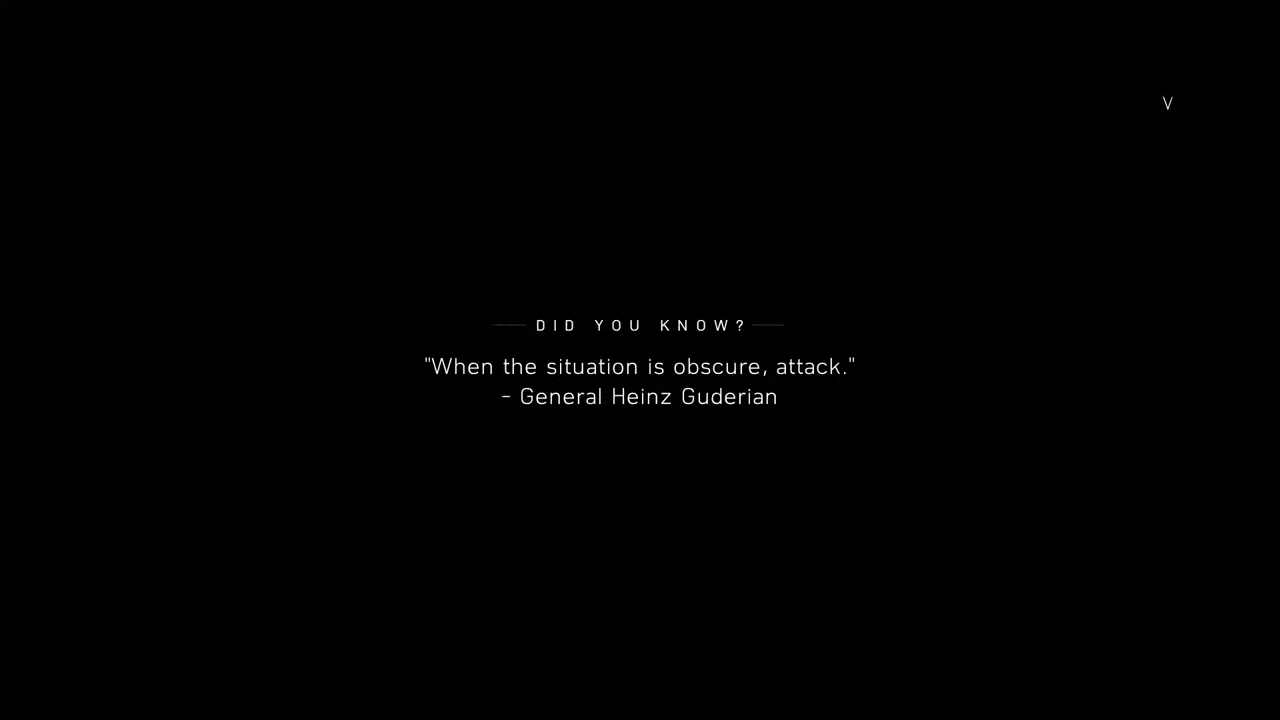 V
DID YOU KNOW?
"When the situation is obscure, attack."
- General Heinz Guderian